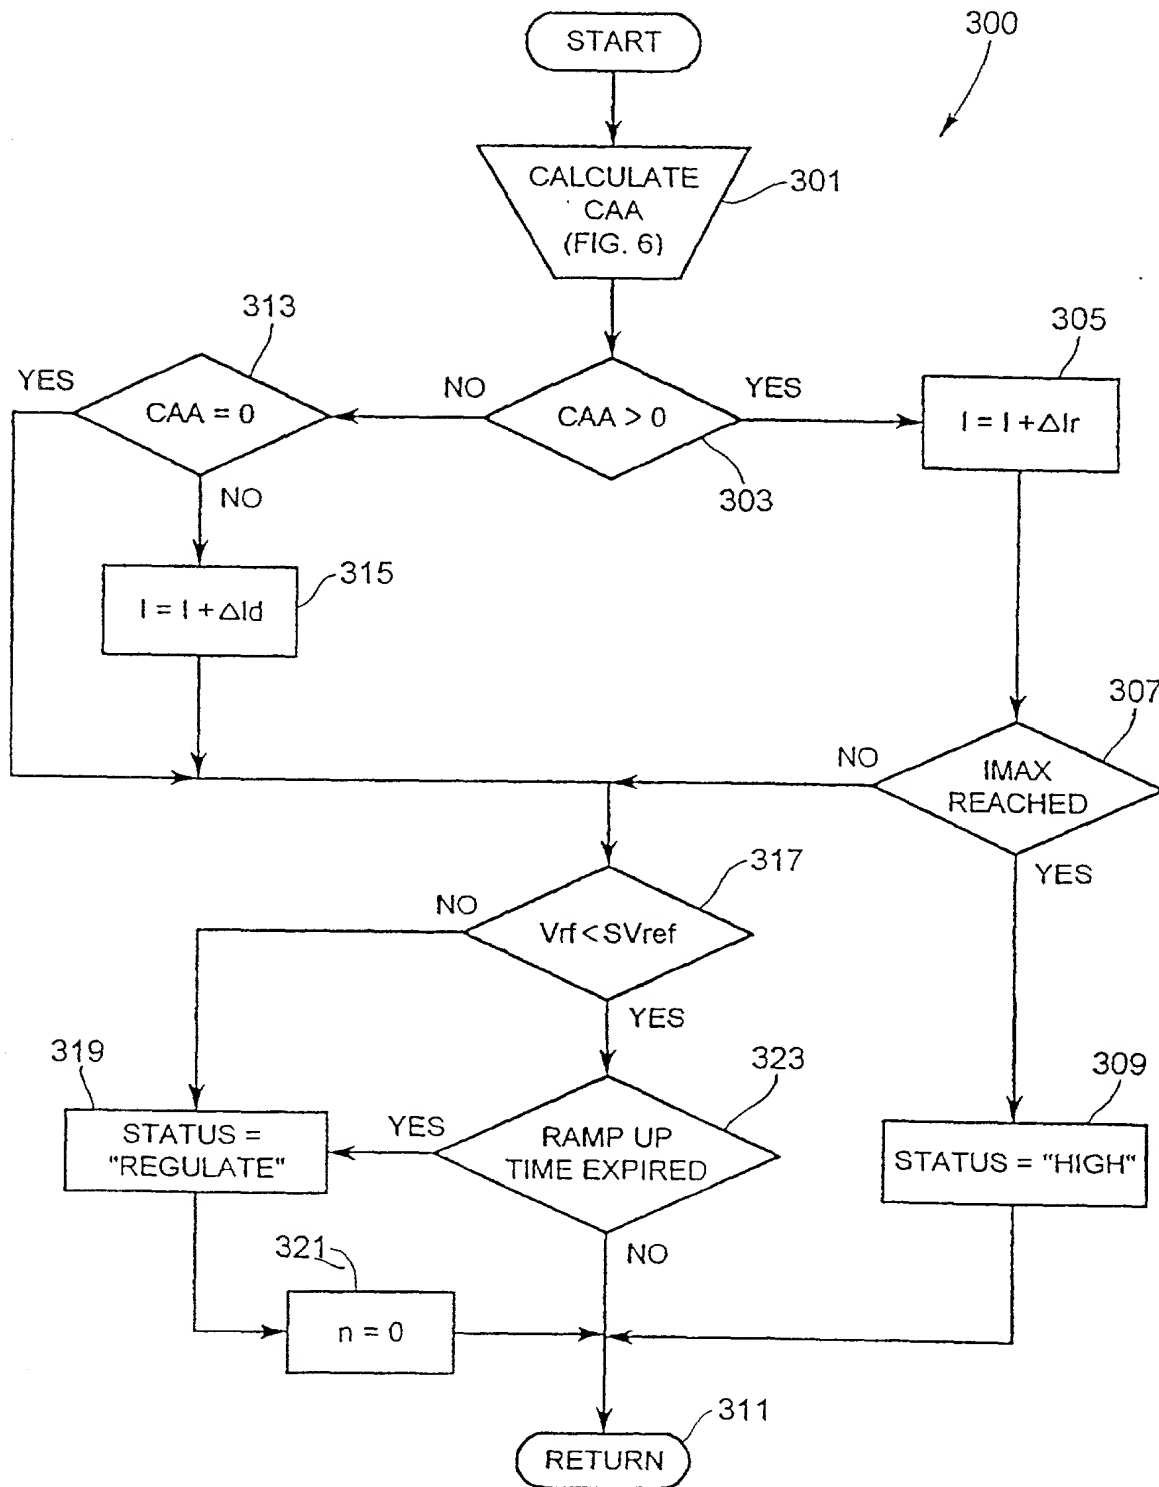 START
300
CALCULATE
CAA
(FIG. 6)
301
313
305
YES
CAA = 0
NO
CAA > 0
YES
I = I + △Ir
303
NO
I = I + △Id
315
307
NO
IMAX
REACHED
YES
317
NO
Vrf < SVref
YES
319
323
309
STATUS =
"REGULATE"
YES
RAMP UP
TIME EXPIRED
STATUS = "HIGH"
NO
321
n = 0
311
RETURN